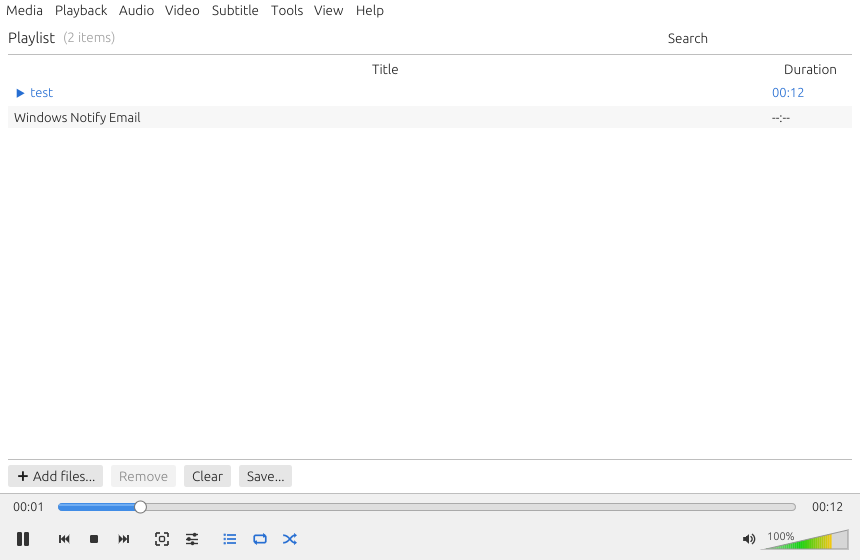 Media Playback Audio Video Subtitle Tools View Help
Playlist (2 items) Search
Title Duration
test 00:12
Windows Notify Email --:--
Add files... Remove Clear Save...
00:01 00:12
100%